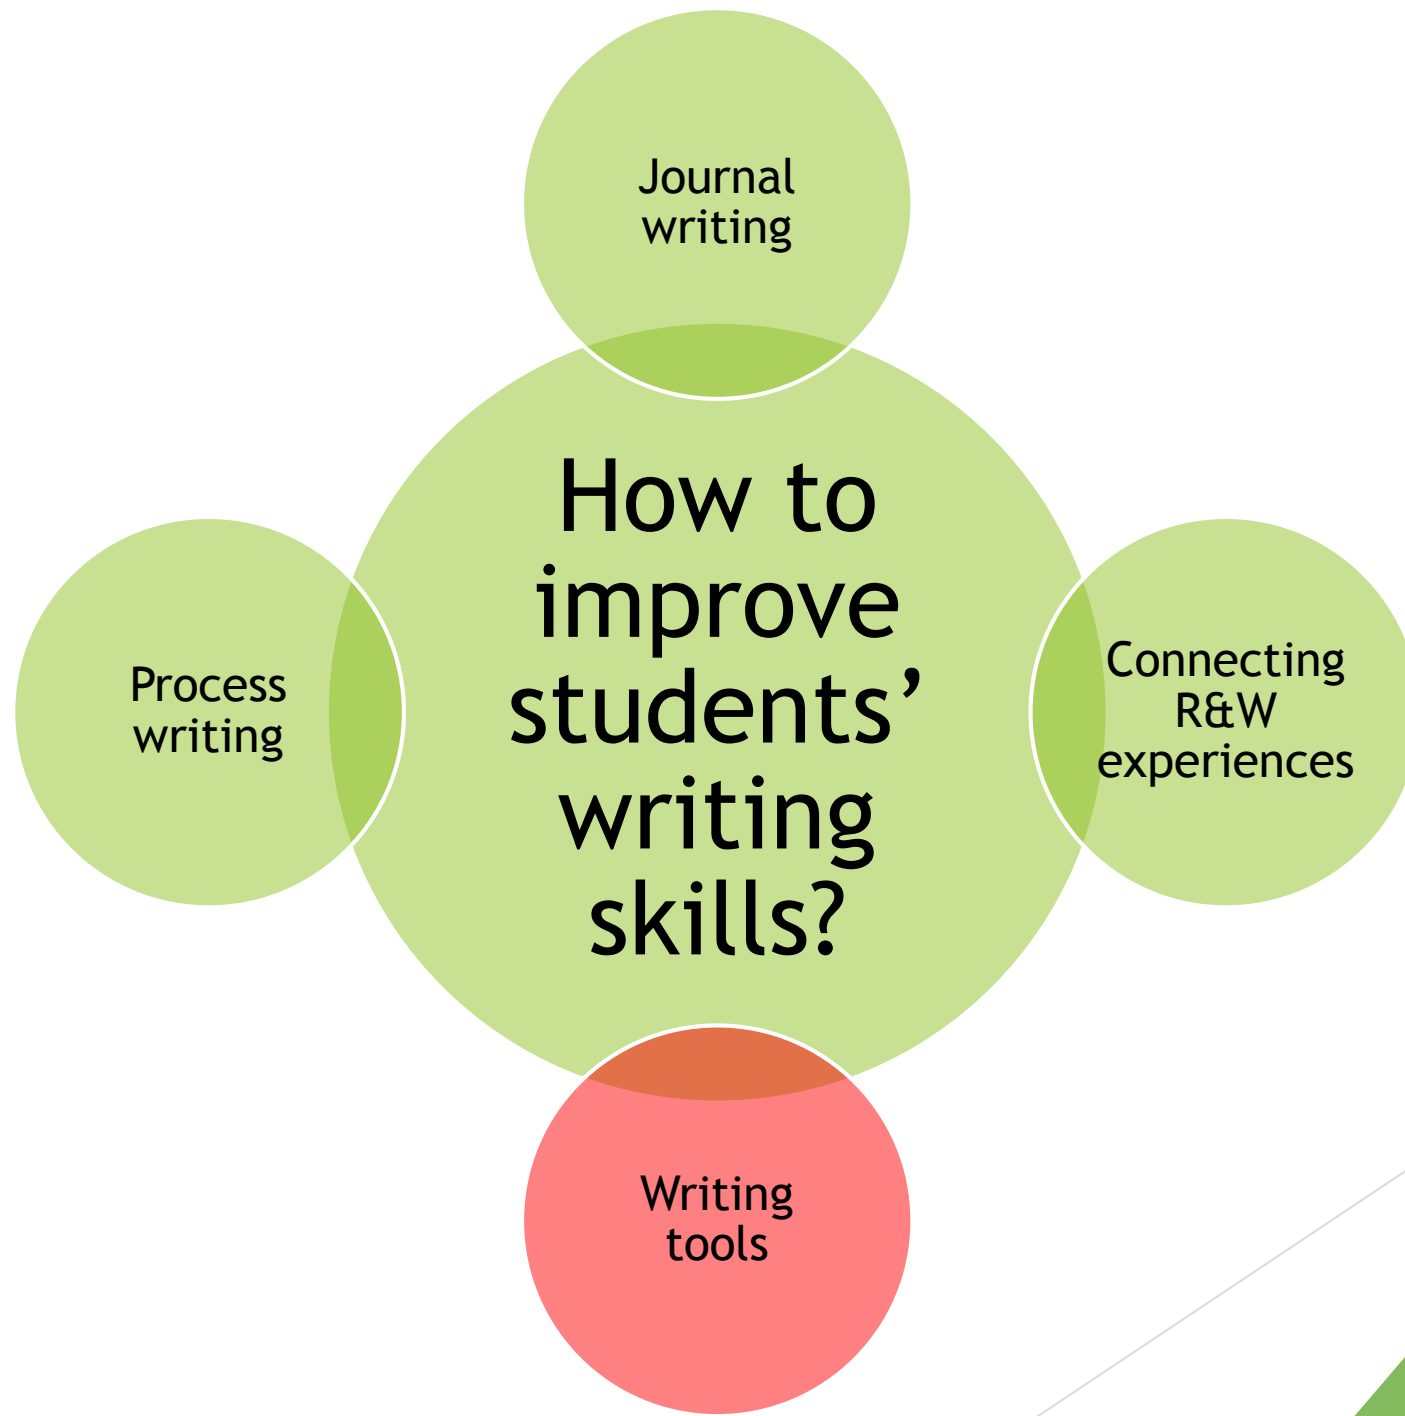 Journal
writing
How to
improve
students’
writing
skills?
Process
writing
Connecting
R&W
experiences
Writing
tools